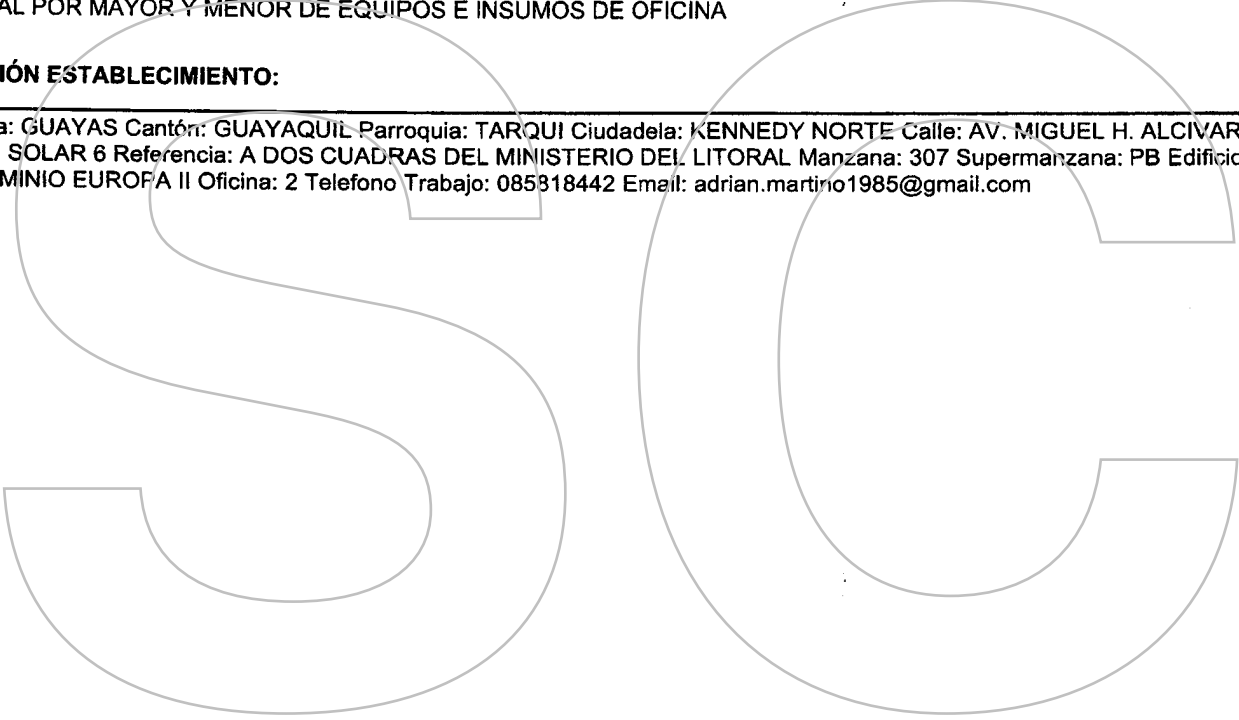 AL POR MAYOR Y MENOR DE EQUIPOS E INSUMOS DE OFICINA
IÓN ESTABLECIMIENTO:
a: GUAYAS Cantón: GUAYAQUIL Parroquia: TARQUI Ciudadela: KENNEDY NORTE Calle: AV. MIGUEL H. ALCIVAR
SOLAR 6 Referencia: A DOS CUADRAS DEL MINISTERIO DEL LITORAL Manzana: 307 Supermanzana: PB Edificio
MINIO EUROPA II Oficina: 2 Telefono Trabajo: 085818442 Email: adrian.martino1985@gmail.com
SC